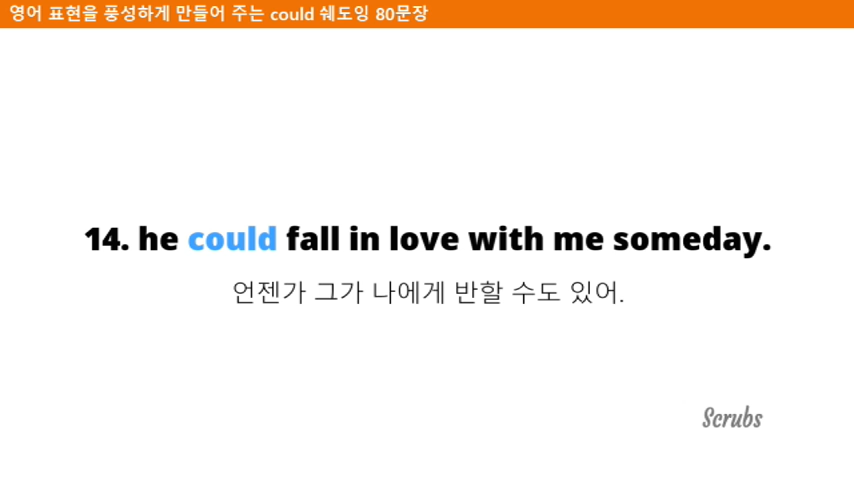 영어 표현을 풍성하게 만들어 주는 could 쉐도잉 80문장
14. he could fall in love with me someday.
언젠가 그가 나에게 반할 수도 있어.
Scrubs